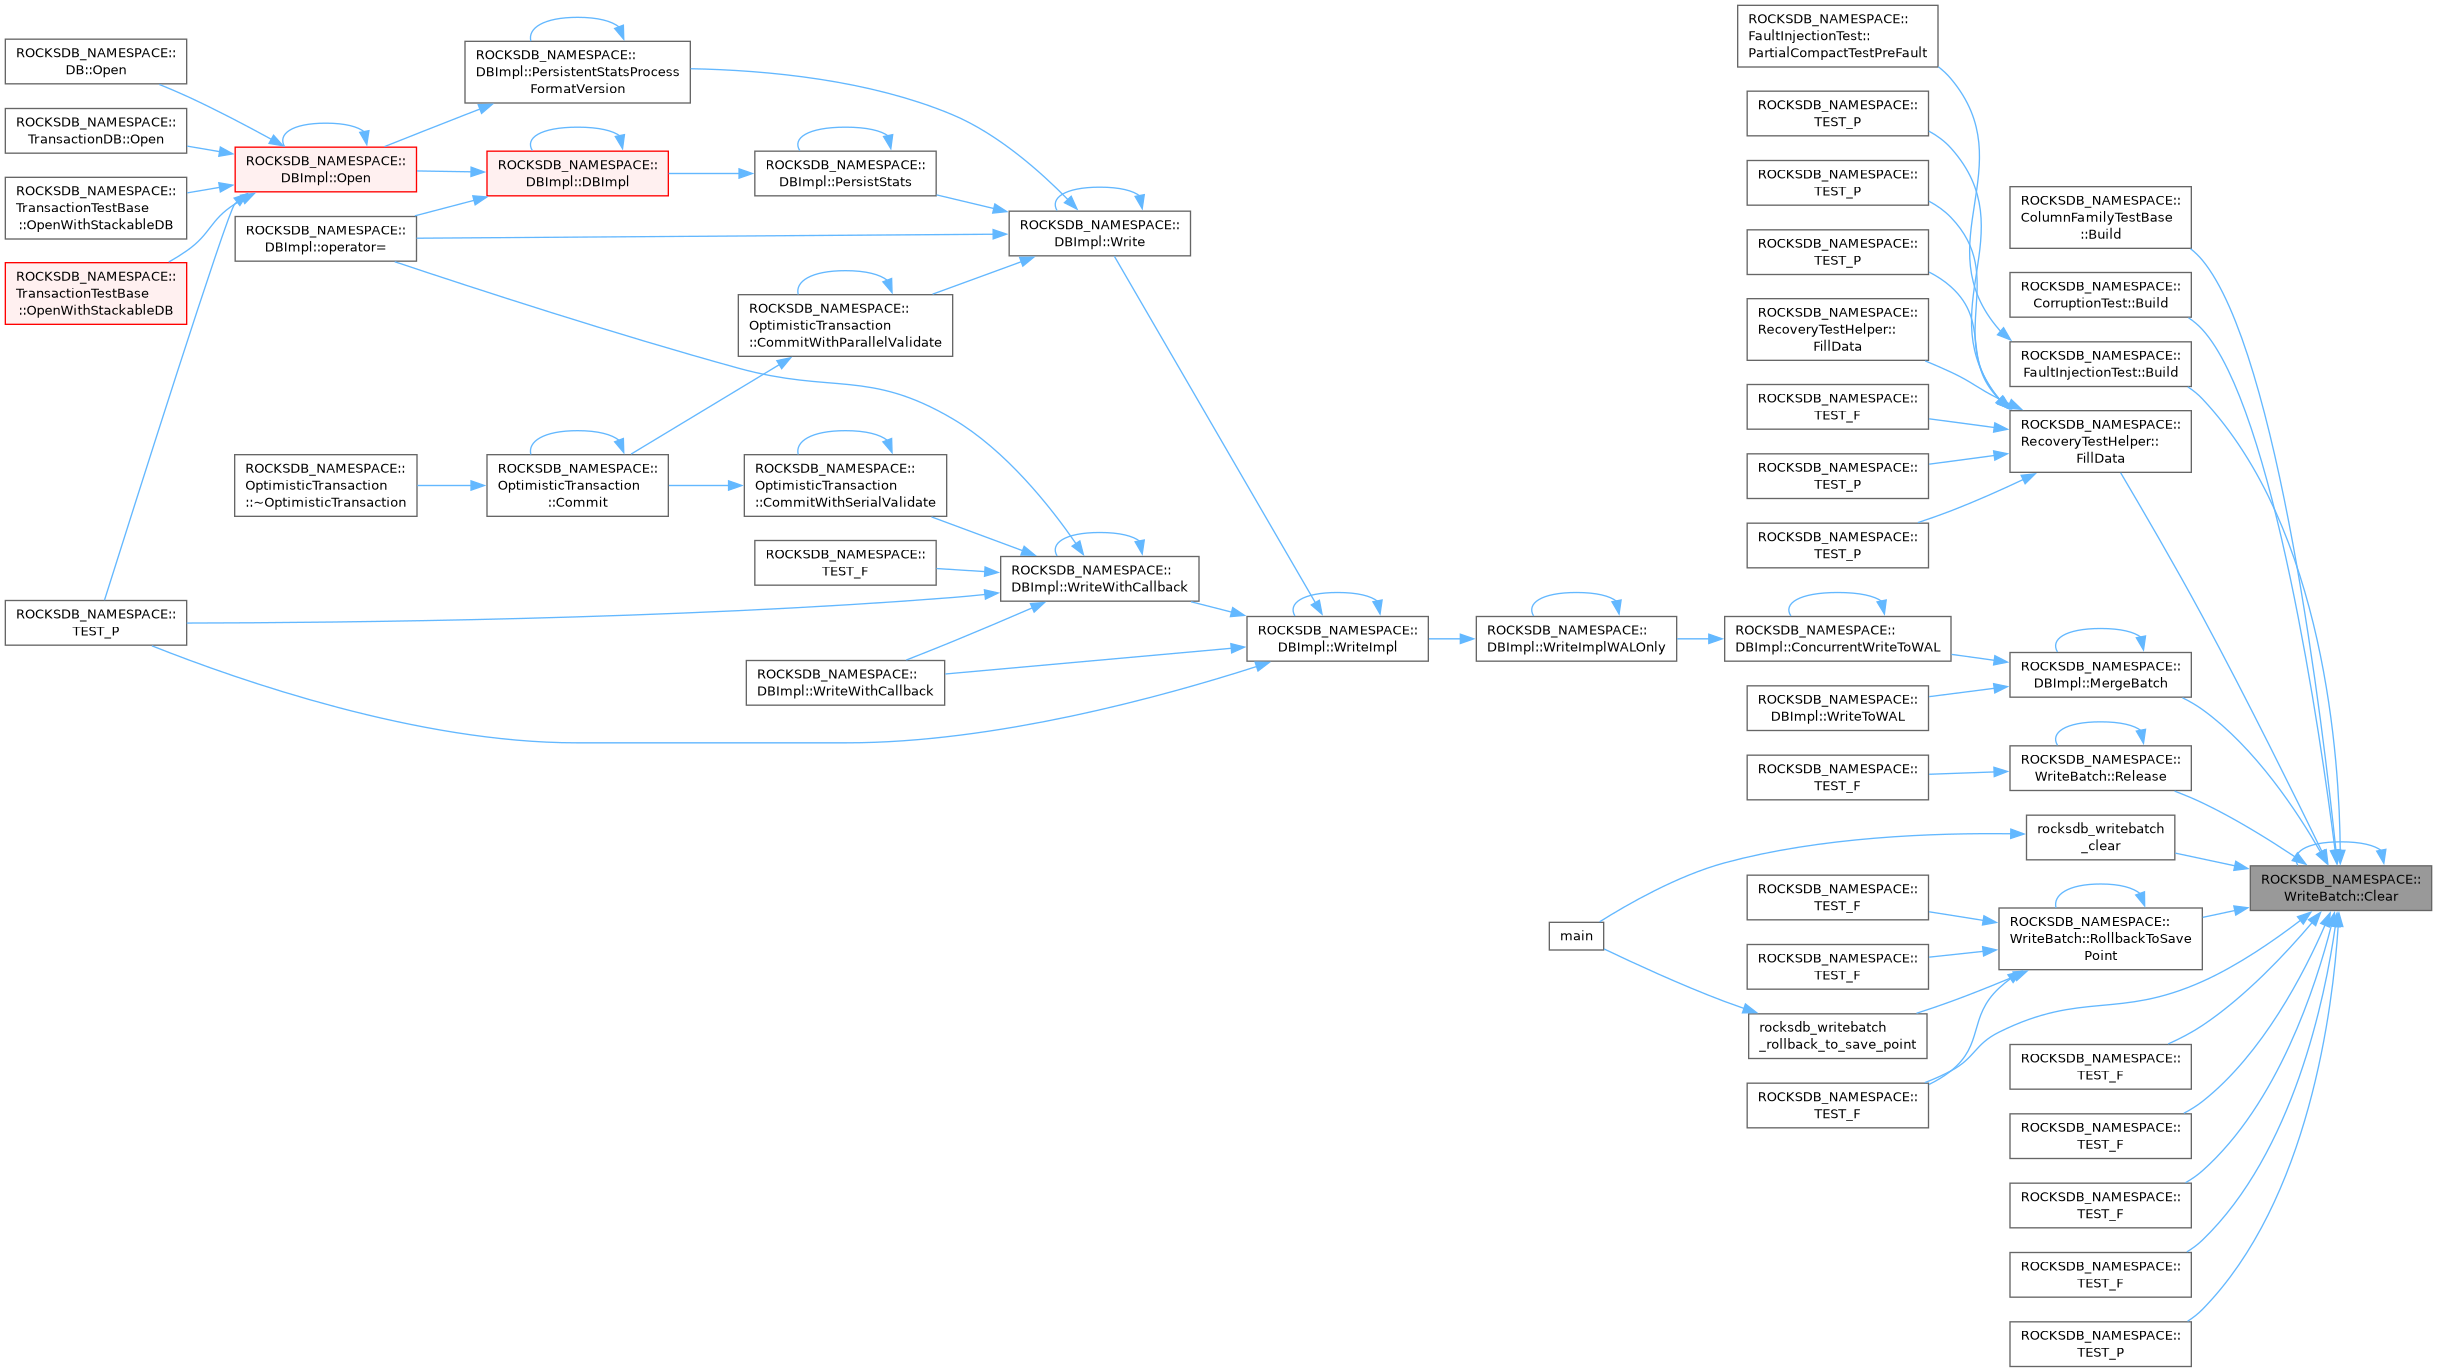 ROCKSDB_NAMESPACE::
DB::Open
ROCKSDB_NAMESPACE::
TransactionDB::Open
ROCKSDB_NAMESPACE::
TransactionTestBase
::OpenWithStackableDB
ROCKSDB_NAMESPACE::
TransactionTestBase
::OpenWithStackableDB
ROCKSDB_NAMESPACE::
TEST_P
ROCKSDB_NAMESPACE::
DBImpl::Open
ROCKSDB_NAMESPACE::
DBImpl::operator=
ROCKSDB_NAMESPACE::
OptimisticTransaction
::~OptimisticTransaction
ROCKSDB_NAMESPACE::
DBImpl::PersistentStatsProcess
FormatVersion
ROCKSDB_NAMESPACE::
DBImpl::DBImpl
ROCKSDB_NAMESPACE::
OptimisticTransaction
::Commit
ROCKSDB_NAMESPACE::
DBImpl::PersistStats
ROCKSDB_NAMESPACE::
OptimisticTransaction
::CommitWithParallelValidate
ROCKSDB_NAMESPACE::
OptimisticTransaction
::CommitWithSerialValidate
ROCKSDB_NAMESPACE::
TEST_F
ROCKSDB_NAMESPACE::
DBImpl::WriteWithCallback
ROCKSDB_NAMESPACE::
DBImpl::Write
ROCKSDB_NAMESPACE::
DBImpl::WriteWithCallback
ROCKSDB_NAMESPACE::
DBImpl::WriteImpl
ROCKSDB_NAMESPACE::
DBImpl::WriteImplWALOnly
main
ROCKSDB_NAMESPACE::
FaultInjectionTest::
PartialCompactTestPreFault
ROCKSDB_NAMESPACE::
TEST_P
ROCKSDB_NAMESPACE::
TEST_P
ROCKSDB_NAMESPACE::
TEST_P
ROCKSDB_NAMESPACE::
RecoveryTestHelper::
FillData
ROCKSDB_NAMESPACE::
TEST_F
ROCKSDB_NAMESPACE::
TEST_P
ROCKSDB_NAMESPACE::
TEST_P
ROCKSDB_NAMESPACE::
DBImpl::ConcurrentWriteToWAL
ROCKSDB_NAMESPACE::
DBImpl::WriteToWAL
ROCKSDB_NAMESPACE::
TEST_F
ROCKSDB_NAMESPACE::
TEST_F
ROCKSDB_NAMESPACE::
TEST_F
rocksdb_writebatch
_rollback_to_save_point
ROCKSDB_NAMESPACE::
TEST_F
ROCKSDB_NAMESPACE::
ColumnFamilyTestBase
::Build
ROCKSDB_NAMESPACE::
CorruptionTest::Build
ROCKSDB_NAMESPACE::
FaultInjectionTest::Build
ROCKSDB_NAMESPACE::
RecoveryTestHelper::
FillData
ROCKSDB_NAMESPACE::
DBImpl::MergeBatch
ROCKSDB_NAMESPACE::
WriteBatch::Release
rocksdb_writebatch
_clear
ROCKSDB_NAMESPACE::
WriteBatch::RollbackToSave
Point
ROCKSDB_NAMESPACE::
TEST_F
ROCKSDB_NAMESPACE::
TEST_F
ROCKSDB_NAMESPACE::
TEST_F
ROCKSDB_NAMESPACE::
TEST_F
ROCKSDB_NAMESPACE::
TEST_P
ROCKSDB_NAMESPACE::
WriteBatch::Clear